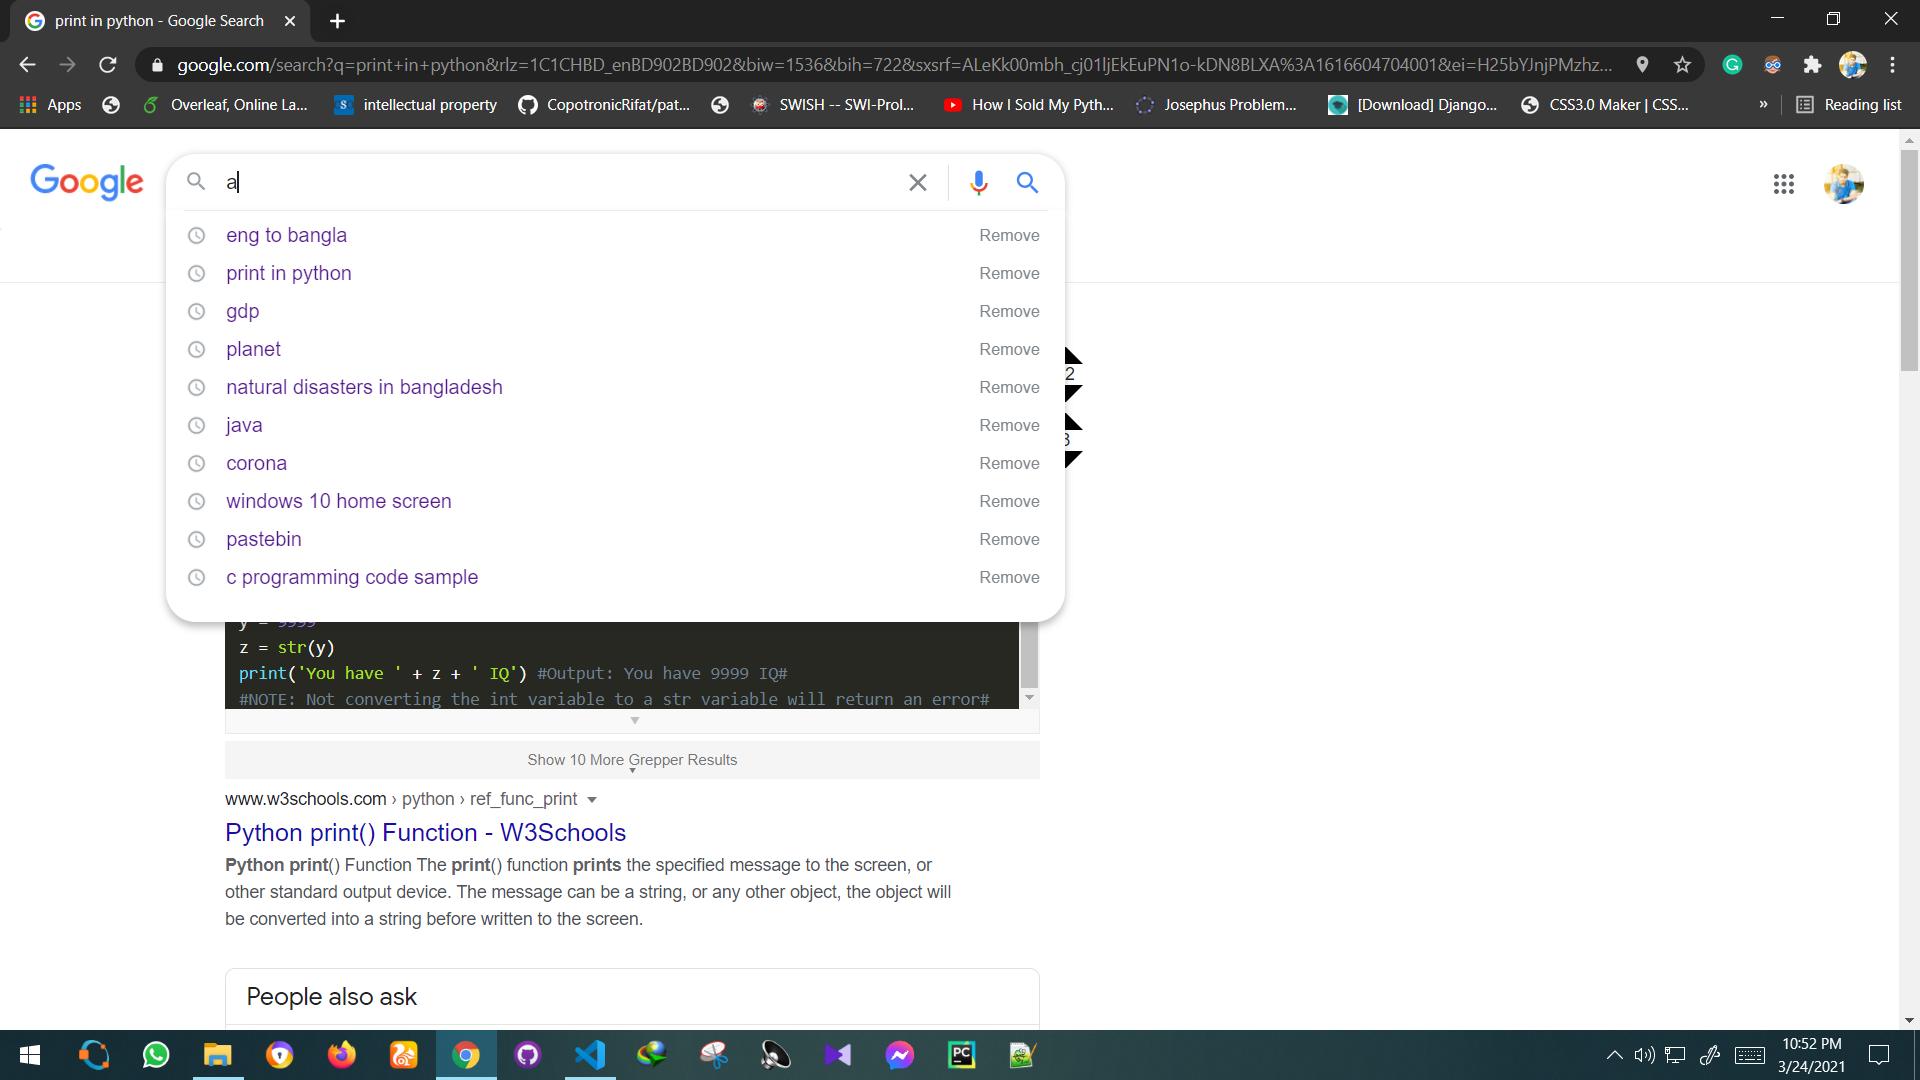 print in python - Google Search
google.com/search?q=print+in+python&rlz=1C1CHBD_enBD902BD902&biw=1536&bih=722&sxsrf=ALeKk00mbh_cj01ljEkEuPN1o-kDN8BLXA%3A1616604704001&ei=H25bYJnjPMzhz...
Apps Overleaf, Online La... intellectual property CopotronicRifat/pat... SWISH -- SWI-Prol... How I Sold My Pyth... Josephus Problem... [Download] Django... CSS3.0 Maker | CSS... » Reading list
Google a
eng to bangla Remove
print in python Remove
gdp Remove
planet Remove
2
natural disasters in bangladesh Remove
java Remove
3
corona Remove
windows 10 home screen Remove
pastebin Remove
c programming code sample Remove
y = 9999
z = str(y)
print('You have ' + z + ' IQ') #Output: You have 9999 IQ#
#NOTE: Not converting the int variable to a str variable will return an error#
Show 10 More Grepper Results
www.w3schools.com › python › ref_func_print
Python print() Function - W3Schools
Python print() Function The print() function prints the specified message to the screen, or
other standard output device. The message can be a string, or any other object, the object will
be converted into a string before written to the screen.
People also ask
10:52 PM
3/24/2021